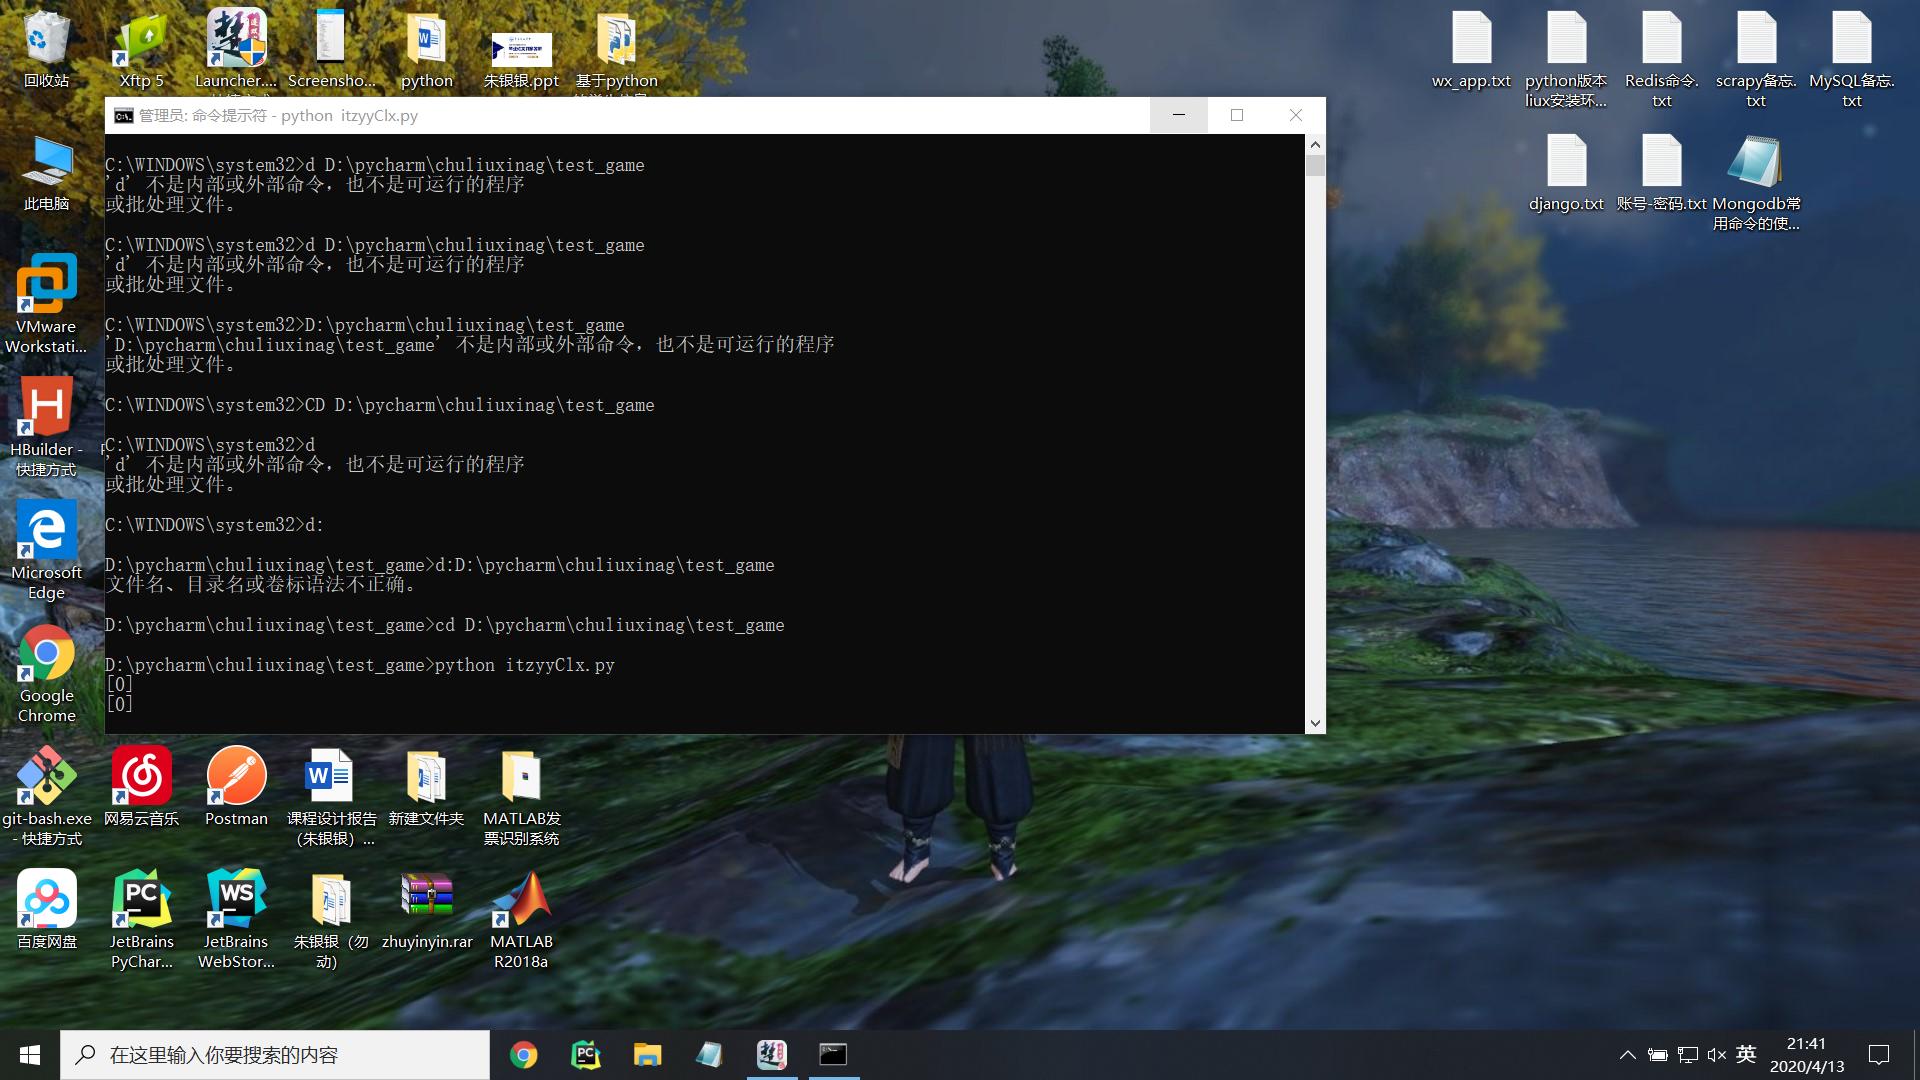 回收站
Xftp 5
Launcher....
Screensho...
python
朱银银.ppt
基于python
wx_app.txt
python版本
liux安装环...
Redis命令.
txt
scrapy备忘.
txt
MySQL备忘.
txt
django.txt
账号-密码.txt
Mongodb常
用命令的使...
此电脑
VMware
Workstati...
HBuilder -
快捷方式
Microsoft
Edge
Google
Chrome
管理员: 命令提示符 - python  itzyyClx.py
C:\WINDOWS\system32>d D:\pycharm\chuliuxinag\test_game
'd' 不是内部或外部命令，也不是可运行的程序
或批处理文件。
C:\WINDOWS\system32>d D:\pycharm\chuliuxinag\test_game
'd' 不是内部或外部命令，也不是可运行的程序
或批处理文件。
C:\WINDOWS\system32>D:\pycharm\chuliuxinag\test_game
'D:\pycharm\chuliuxinag\test_game' 不是内部或外部命令，也不是可运行的程序
或批处理文件。
C:\WINDOWS\system32>CD D:\pycharm\chuliuxinag\test_game
C:\WINDOWS\system32>d
'd' 不是内部或外部命令，也不是可运行的程序
或批处理文件。
C:\WINDOWS\system32>d:
D:\pycharm\chuliuxinag\test_game>d:D:\pycharm\chuliuxinag\test_game
文件名、目录名或卷标语法不正确。
D:\pycharm\chuliuxinag\test_game>cd D:\pycharm\chuliuxinag\test_game
D:\pycharm\chuliuxinag\test_game>python itzyyClx.py
[0]
[0]
git-bash.exe
- 快捷方式
网易云音乐
Postman
课程设计报告
（朱银银）...
新建文件夹
MATLAB发
票识别系统
百度网盘
JetBrains
PyChar...
JetBrains
WebStor...
朱银银（勿
动）
zhuyinyin.rar
MATLAB
R2018a
在这里输入你要搜索的内容
英
21:41
2020/4/13